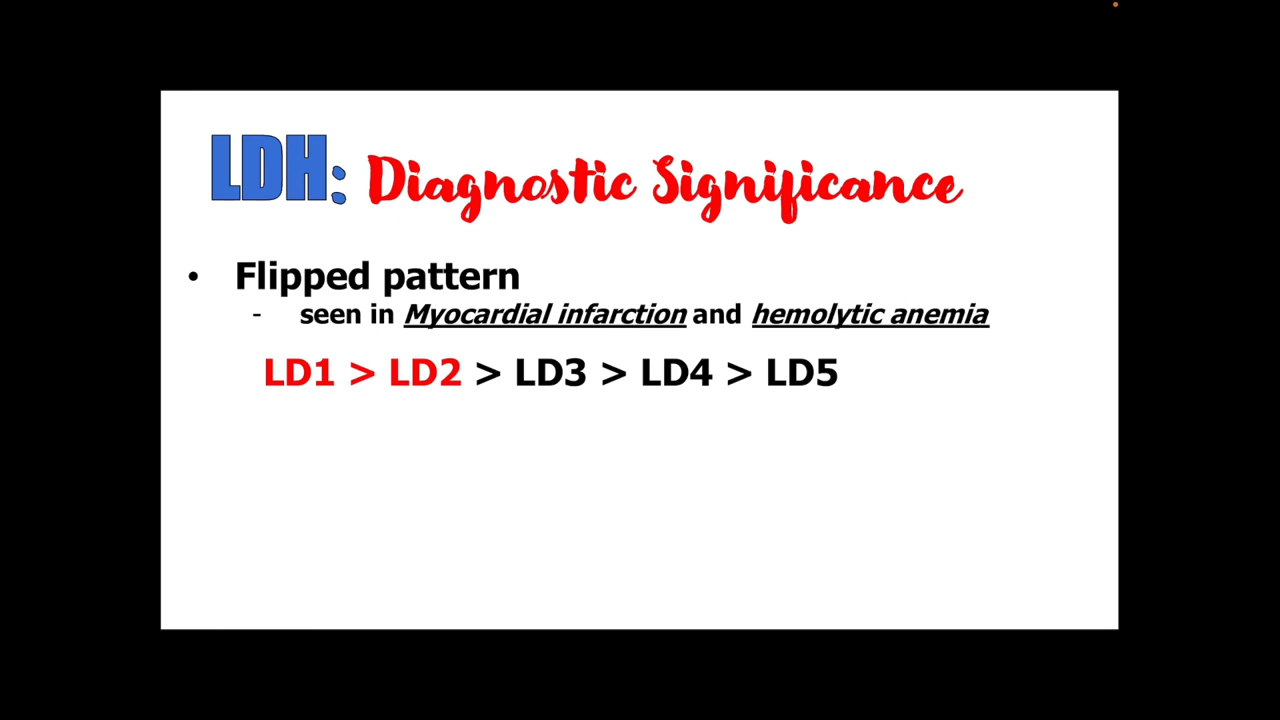 LDH: Diagnostic Significance
• Flipped pattern
- seen in Myocardial infarction and hemolytic anemia
LD1 > LD2 > LD3 > LD4 > LD5